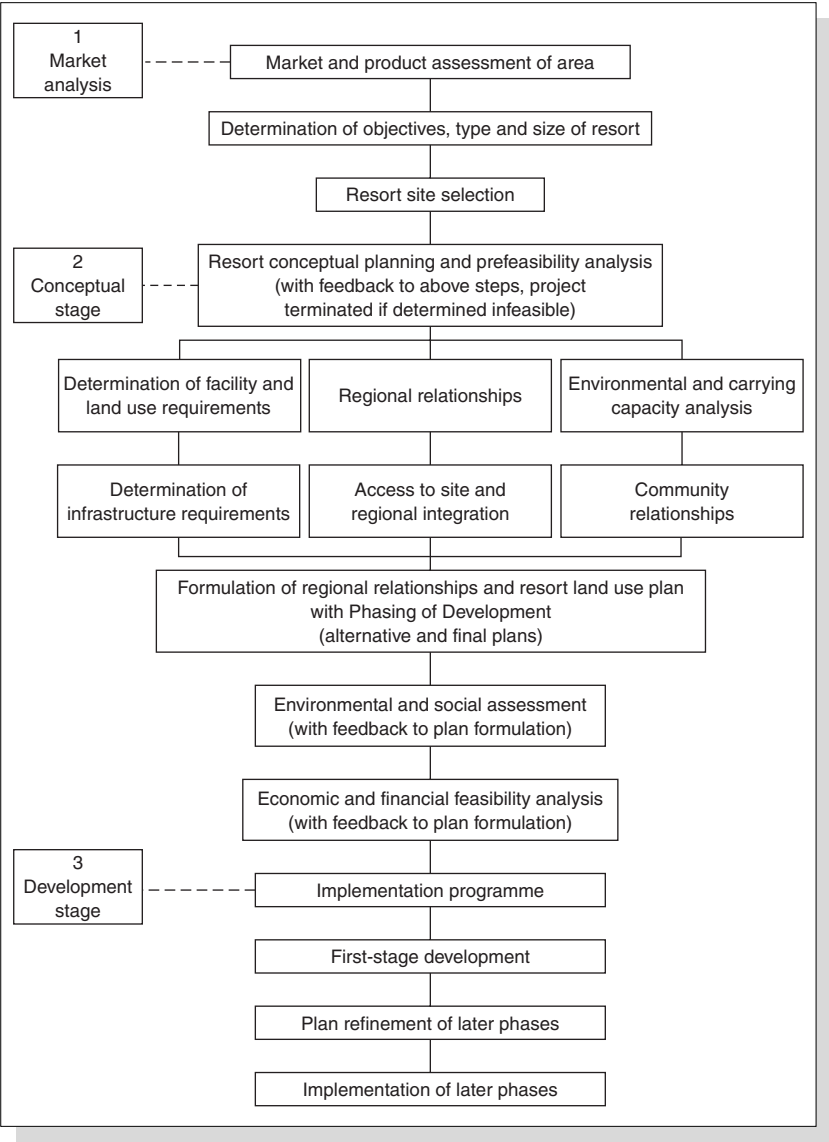 1
Market
analysis
Market and product assessment of area
Determination of objectives, type and size of resort
Resort site selection
2
Conceptual
stage
Resort conceptual planning and prefeasibility analysis
(with feedback to above steps, project
terminated if determined infeasible)
Determination of facility and
land use requirements
Regional relationships
Environmental and carrying
capacity analysis
Determination of
infrastructure requirements
Access to site and
regional integration
Community
relationships
Formulation of regional relationships and resort land use plan
with Phasing of Development
(alternative and final plans)
Environmental and social assessment
(with feedback to plan formulation)
Economic and financial feasibility analysis
(with feedback to plan formulation)
3
Development
stage
Implementation programme
First-stage development
Plan refinement of later phases
Implementation of later phases